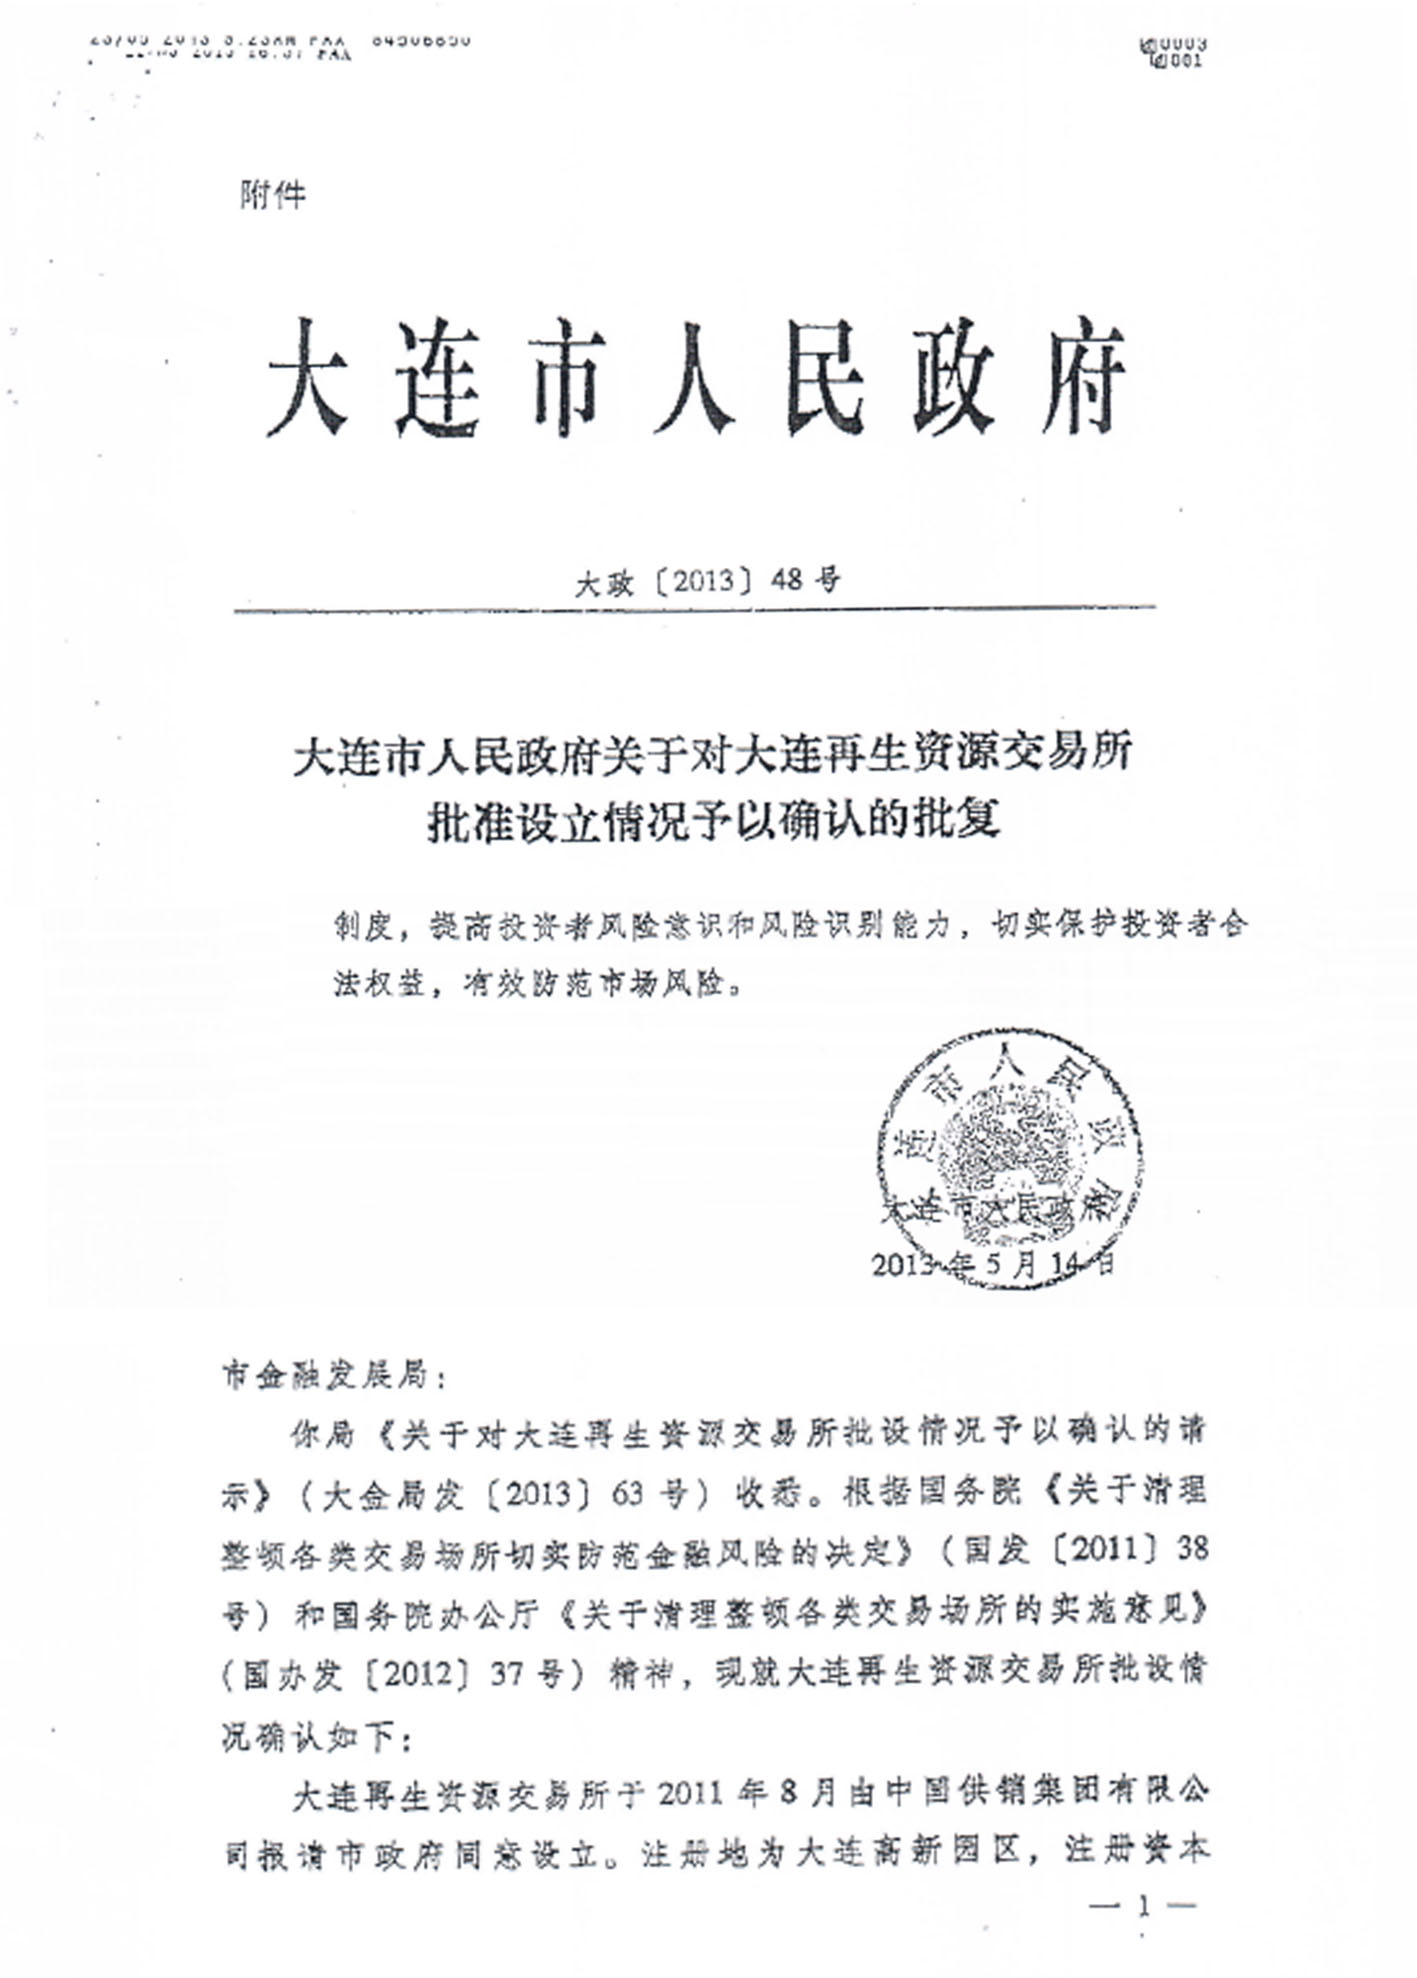 附件
大连市人民政府
大政〔2013〕48号
大连市人民政府关于对大连再生资源交易所
批准设立情况予以确认的批复
制度，提高投资者风险意识和风险识别能力，切实保护投资者合
法权益，有效防范市场风险。
大连市人民政府
大连市人民政府
2013年5月14日
市金融发展局：
你局《关于对大连再生资源交易所批设情况予以确认的请
示》（大金局发〔2013〕63号）收悉。根据国务院《关于清理
整顿各类交易场所切实防范金融风险的决定》（国发〔2011〕38
号）和国务院办公厅《关于清理整顿各类交易场所的实施意见》
（国办发〔2012〕37号）精神，现就大连再生资源交易所批设情
况确认如下：
大连再生资源交易所于2011年8月由中国供销集团有限公
司报请市政府同意设立。注册地为大连高新园区，注册资本
— 1 —